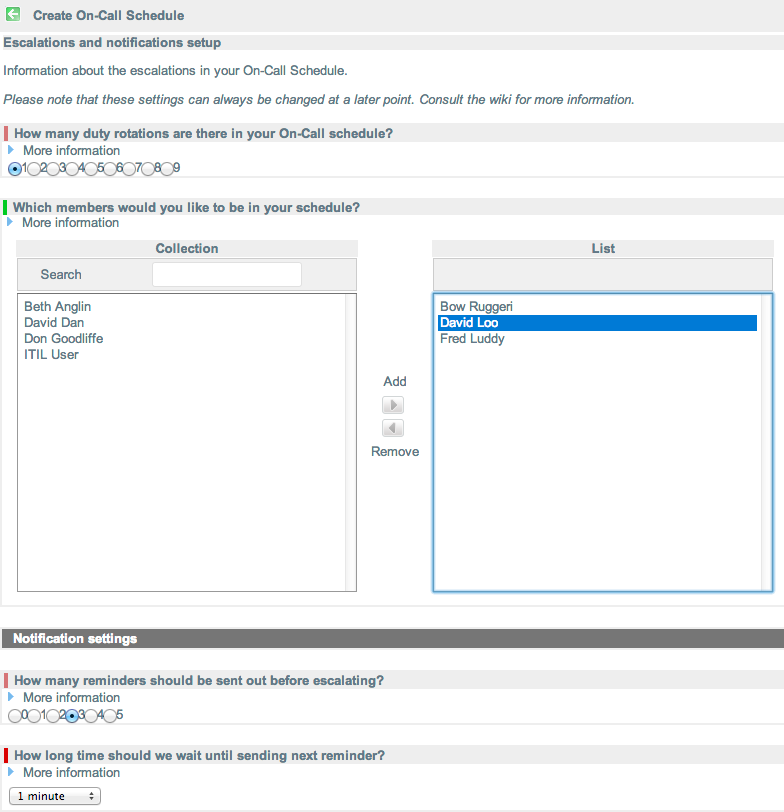 Create On-Call Schedule
Escalations and notifications setup
Information about the escalations in your On-Call Schedule.
Please note that these settings can always be changed at a later point. Consult the wiki for more information.
How many duty rotations are there in your On-Call schedule?
More information
1 2 3 4 5 6 7 8 9
Which members would you like to be in your schedule?
More information
Collection
Search
Beth Anglin
David Dan
Don Goodliffe
ITIL User
Add
Remove
List
Bow Ruggeri
David Loo
Fred Luddy
Notification settings
How many reminders should be sent out before escalating?
More information
0 1 2 3 4 5
How long time should we wait until sending next reminder?
More information
1 minute